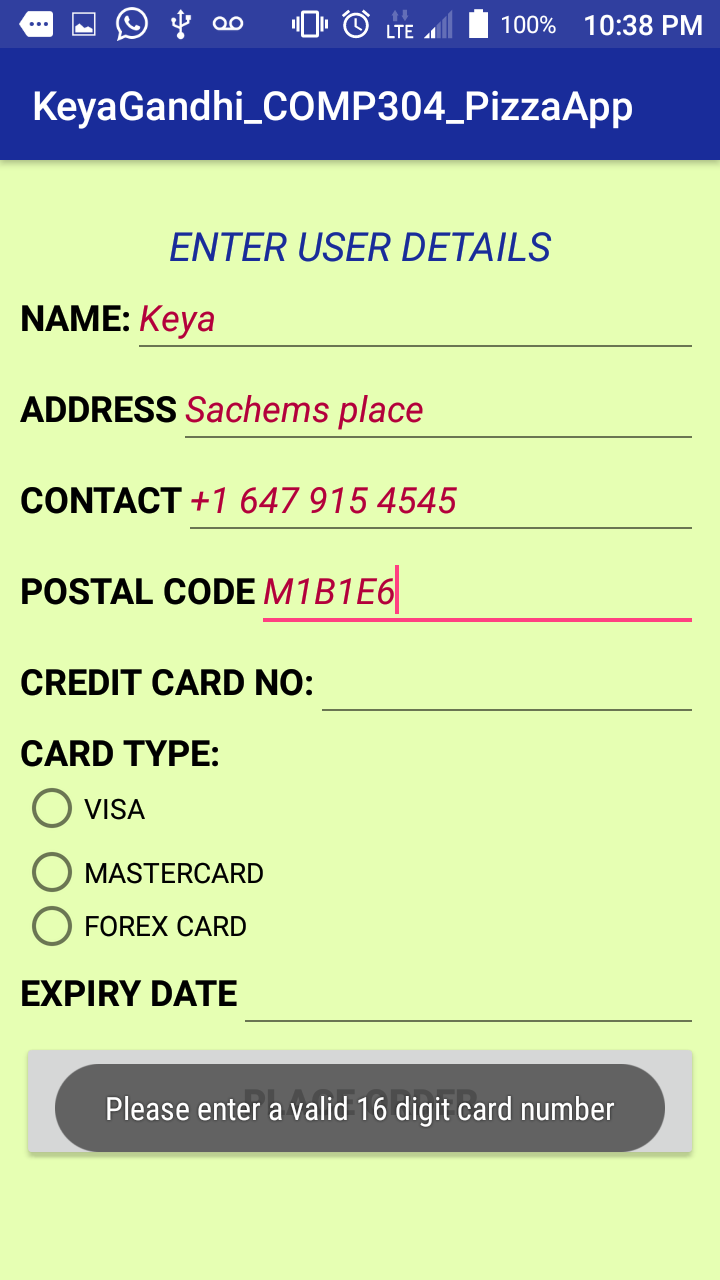 LTE 100% 10:38 PM
KeyaGandhi_COMP304_PizzaApp
ENTER USER DETAILS
NAME: Keya
ADDRESS Sachems place
CONTACT +1 647 915 4545
POSTAL CODE M1B1E6
CREDIT CARD NO:
CARD TYPE:
VISA
MASTERCARD
FOREX CARD
EXPIRY DATE
PLACE ORDER
Please enter a valid 16 digit card number